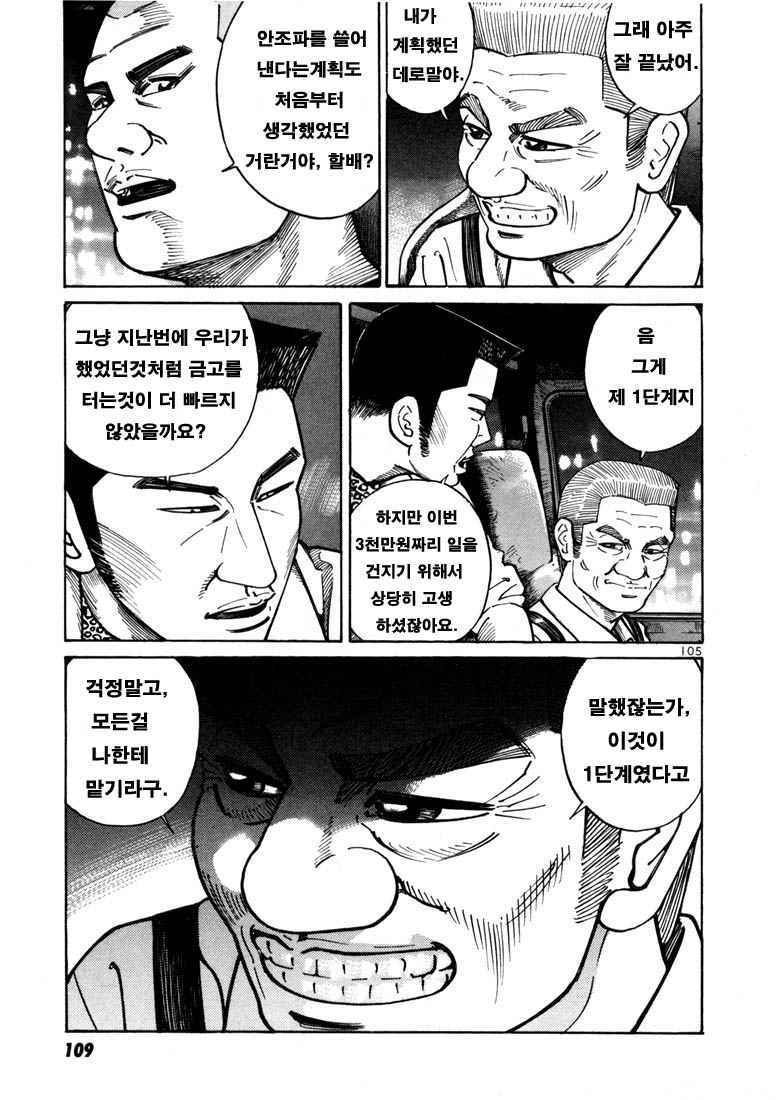 그래 아주
잘 끝났어.
내가
계획했던
데로말야.
안조파를 쓸어
낸다는계획도
처음부터
생각했었던
거란거야, 할배?
음
그게
제 1단계지
하지만 이번
3천만원짜리 일을
건지기 위해서
상당히 고생
하셨잖아요.
그냥 지난번에 우리가
했었던것처럼 금고를
터는것이 더 빠르지
않았을까요?
105
말했잖는가,
이것이
1단계였다고
걱정말고,
모든걸
나한테
맡기라구.
109